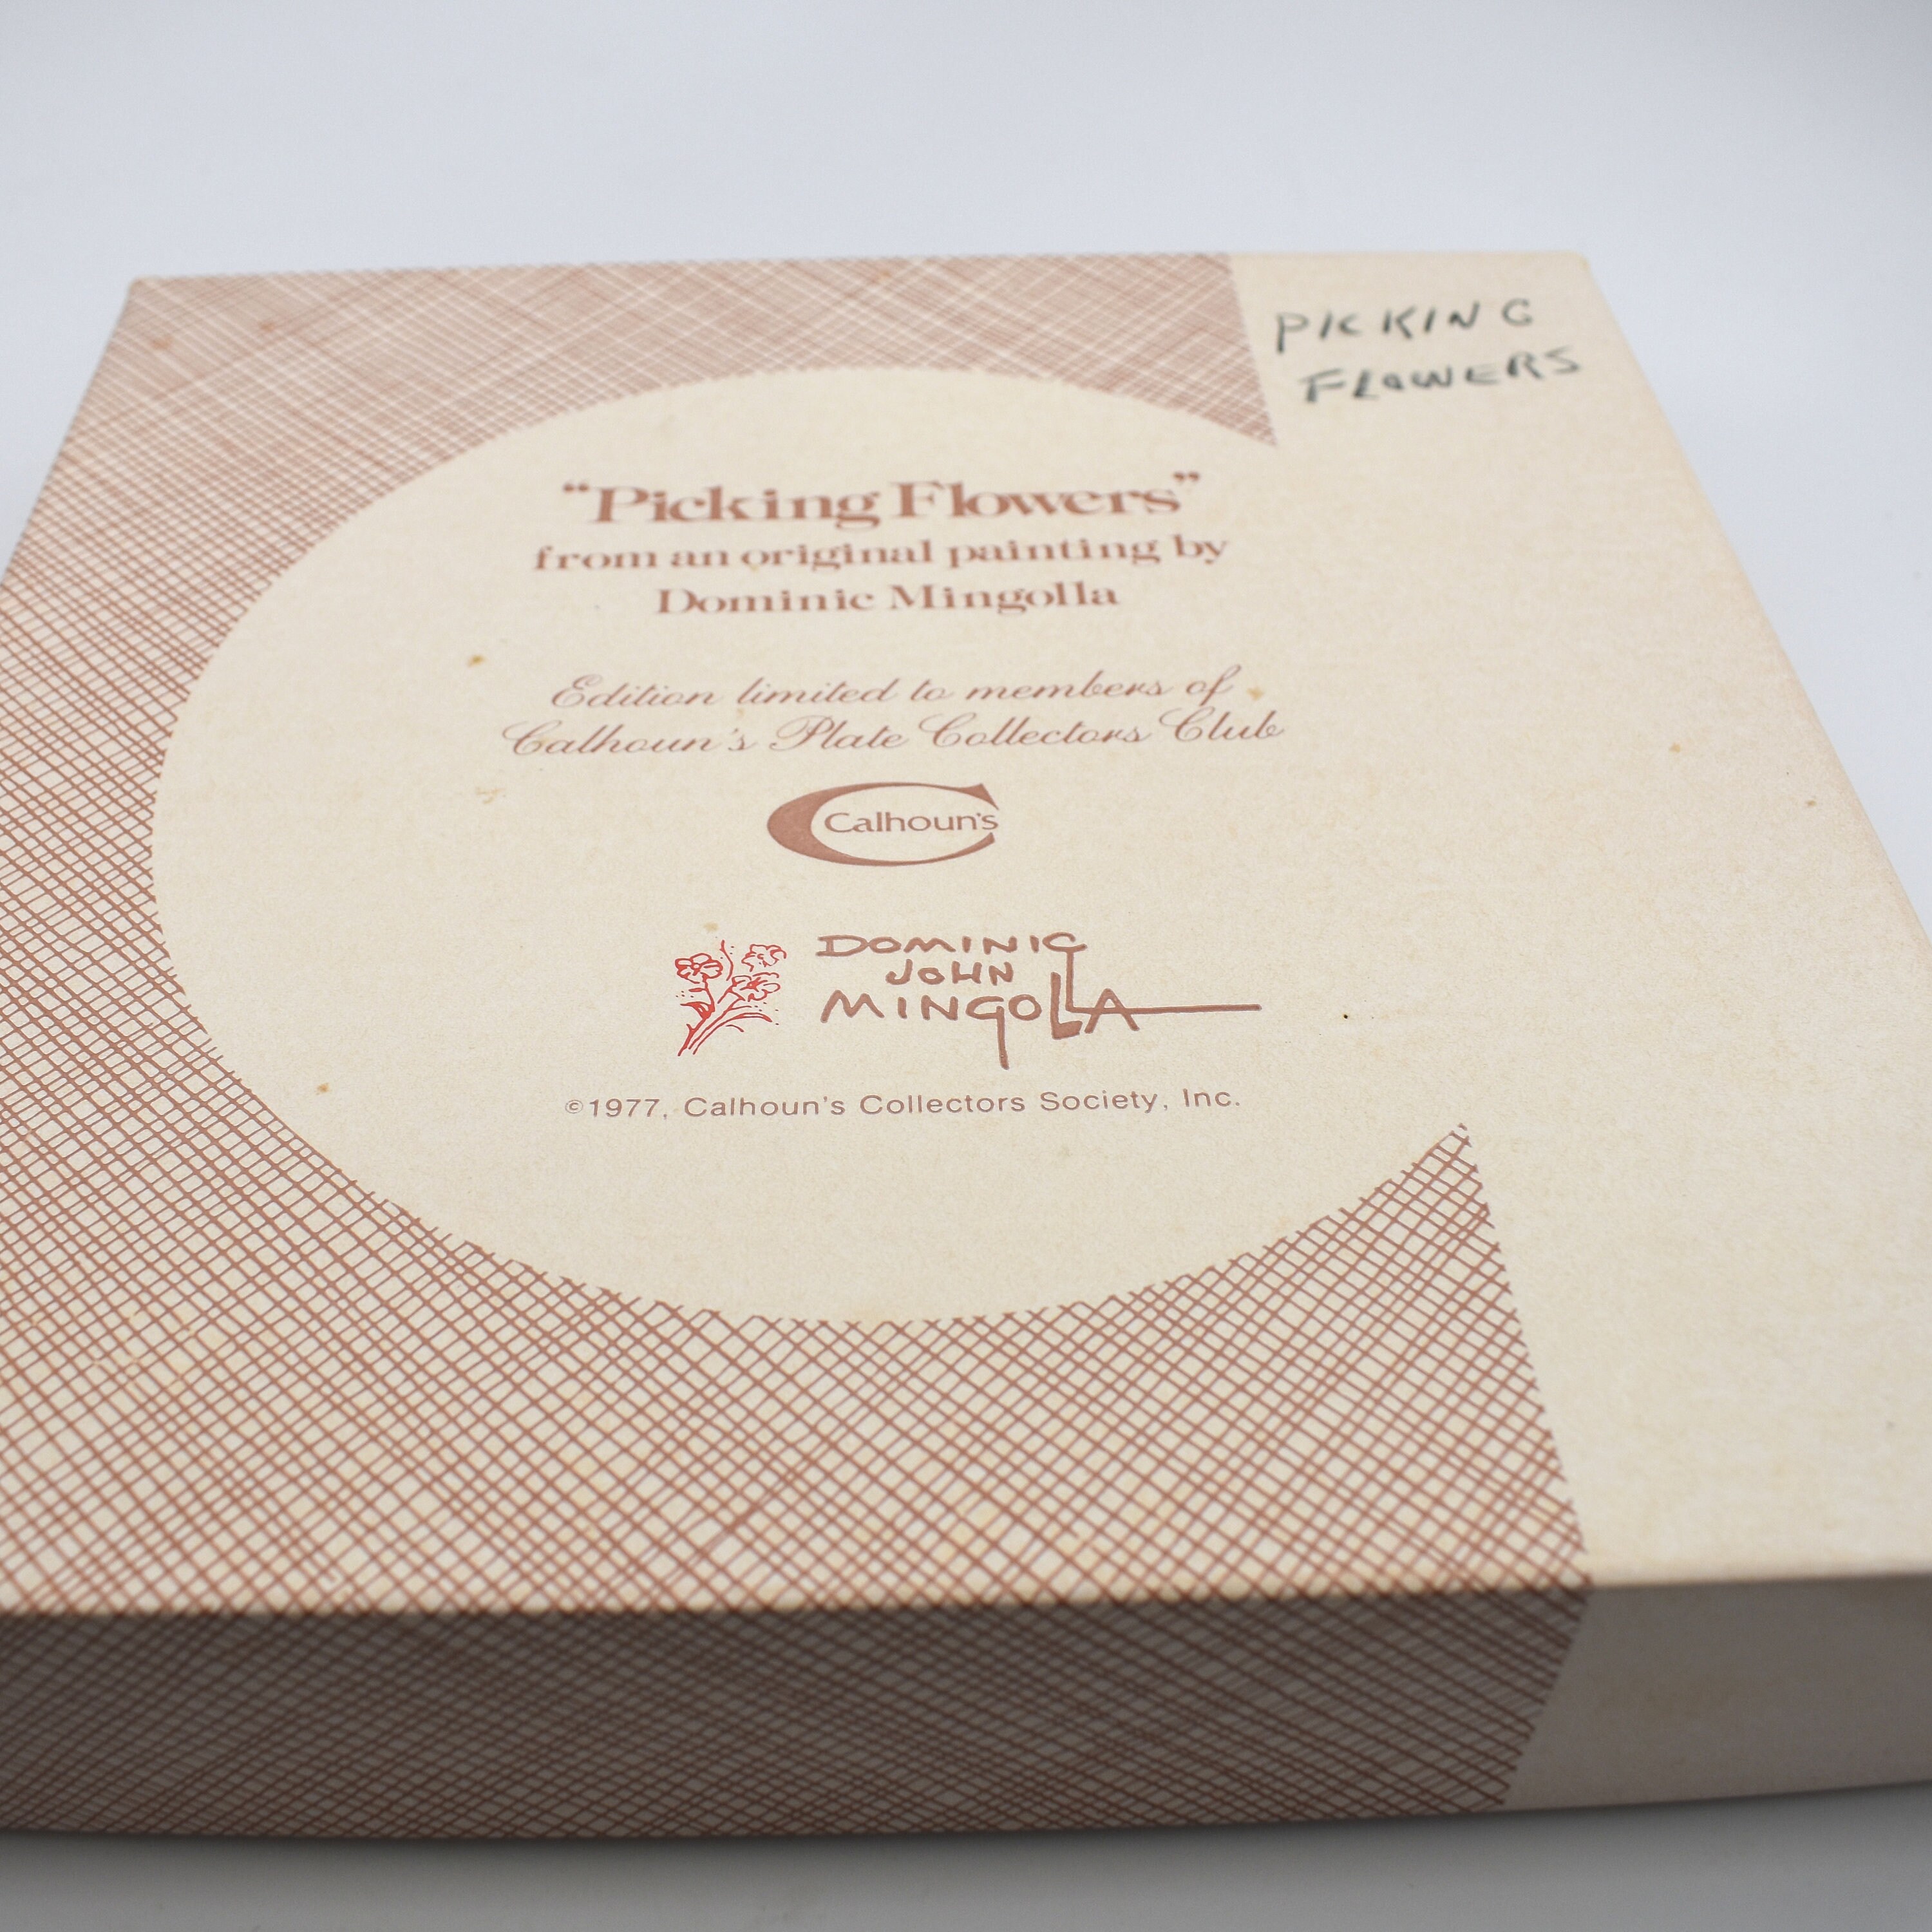 PICKING
FLOWERS
“Picking Flowers”
from an original painting by
Dominic Mingolla
Edition limited to members of
Calhoun's Plate Collectors Club
Calhoun's
DOMINIC
JOHN
MINGOLLA
©1977, Calhoun's Collectors Society, Inc.